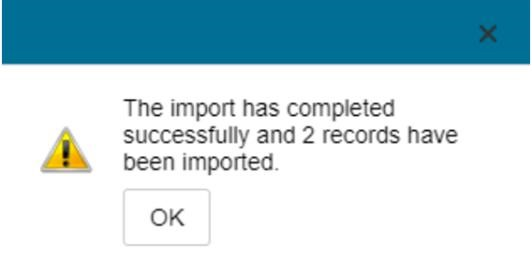 The import has completed
successfully and 2 records have
been imported.
OK